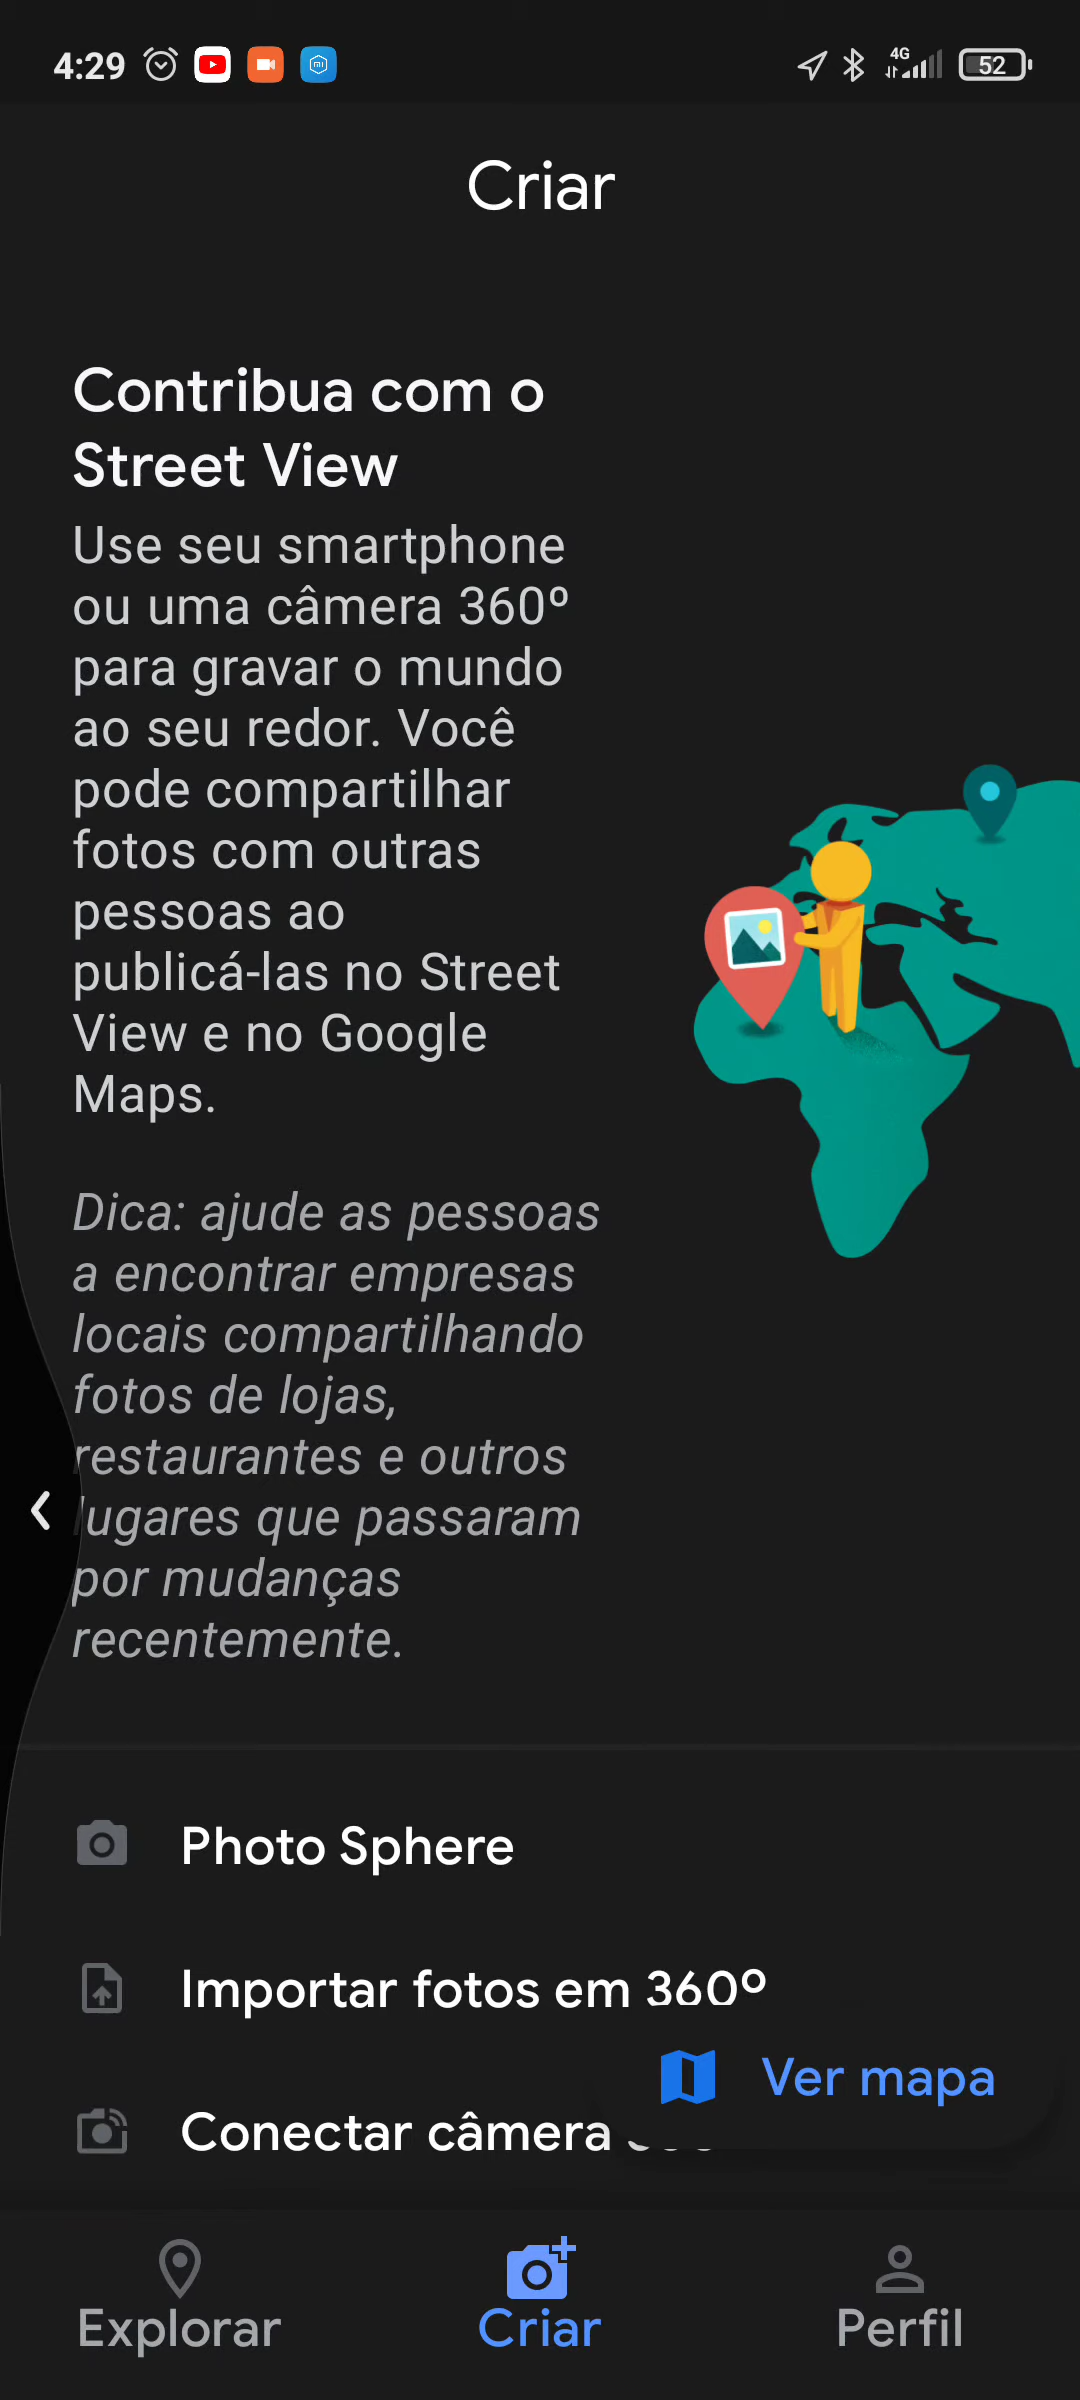 4:29
4G
52
Criar
Contribua com o
Street View
Use seu smartphone
ou uma câmera 360º
para gravar o mundo
ao seu redor. Você
pode compartilhar
fotos com outras
pessoas ao
publicá-las no Street
View e no Google
Maps.
Dica: ajude as pessoas
a encontrar empresas
locais compartilhando
fotos de lojas,
restaurantes e outros
lugares que passaram
por mudanças
recentemente.
Photo Sphere
Importar fotos em 360º
Ver mapa
Conectar câmera
Explorar
Criar
Perfil